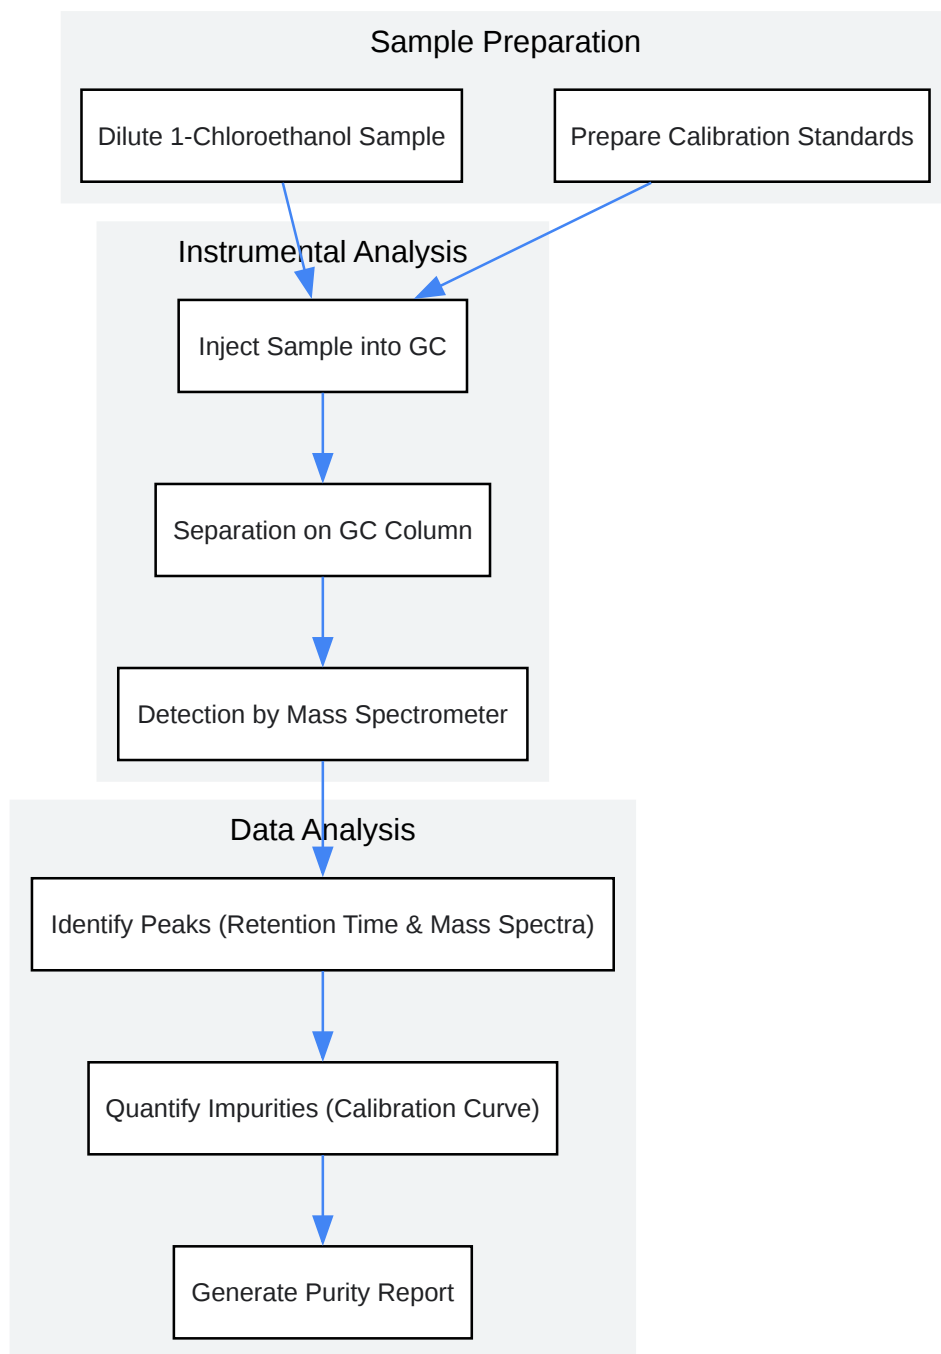 Sample Preparation
Dilute 1-Chloroethanol Sample
Prepare Calibration Standards
Instrumental Analysis
Inject Sample into GC
Separation on GC Column
Detection by Mass Spectrometer
Data Analysis
Identify Peaks (Retention Time & Mass Spectra)
Quantify Impurities (Calibration Curve)
Generate Purity Report